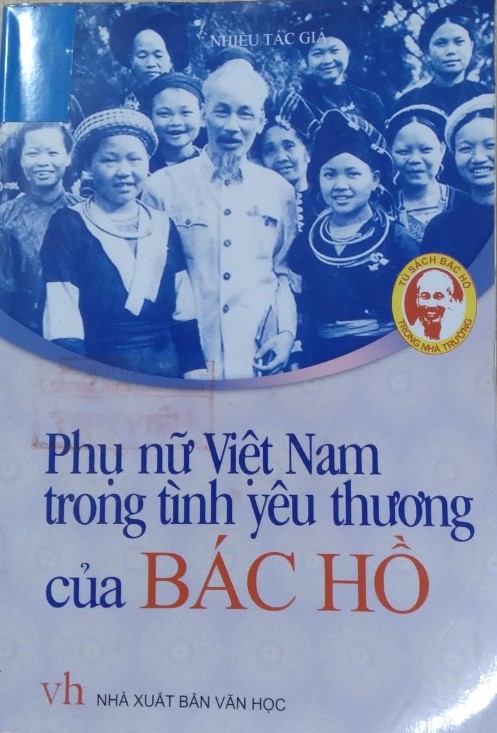 NHIỀU TÁC GIẢ
TỦ SÁCH BÁC HỒ
TRONG NHÀ TRƯỜNG
Phụ nữ Việt Nam
trong tình yêu thương
của BÁC HỒ
vh NHÀ XUẤT BẢN VĂN HỌC